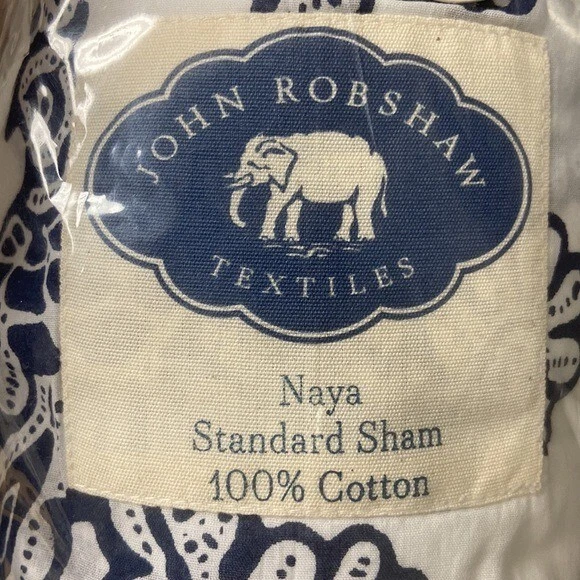 JOHN ROBSHAW
TEXTILES
Naya
Standard Sham
100% Cotton